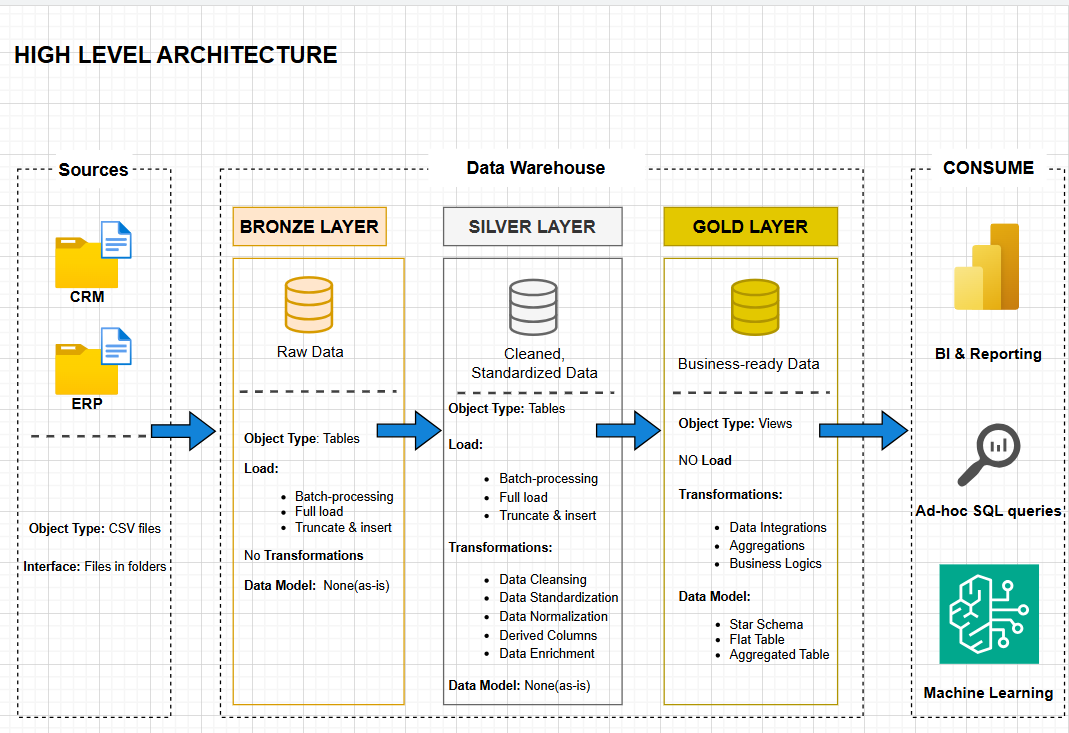 HIGH LEVEL ARCHITECTURE
Sources
CRM
ERP
Object Type: CSV files
Interface: Files in folders
Data Warehouse
BRONZE LAYER
Raw Data
Object Type: Tables
Load:
Batch-processing
Full load
Truncate & insert
No Transformations
Data Model: None(as-is)
SILVER LAYER
Cleaned,
Standardized Data
Object Type: Tables
Load:
Batch-processing
Full load
Truncate & insert
Transformations:
Data Cleansing
Data Standardization
Data Normalization
Derived Columns
Data Enrichment
Data Model: None(as-is)
GOLD LAYER
Business-ready Data
Object Type: Views
NO Load
Transformations:
Data Integrations
Aggregations
Business Logics
Data Model:
Star Schema
Flat Table
Aggregated Table
CONSUME
BI & Reporting
Ad-hoc SQL queries
Machine Learning